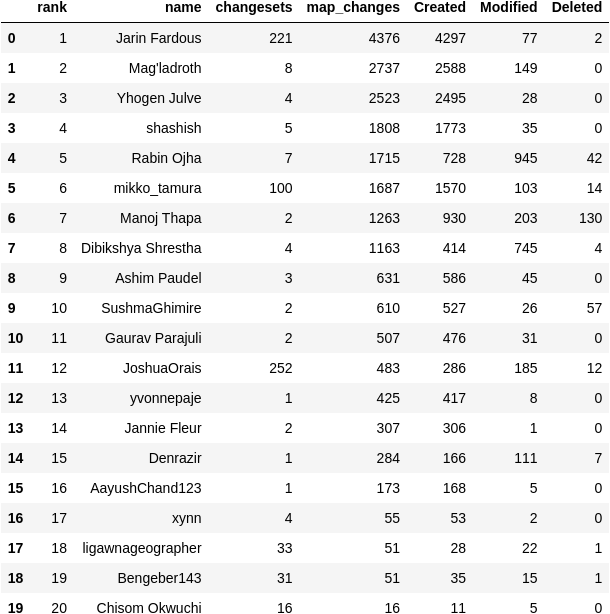 rank name changesets map_changes Created Modified Deleted
0 1 Jarin Fardous 221 4376 4297 77 2
1 2 Mag'ladroth 8 2737 2588 149 0
2 3 Yhogen Julve 4 2523 2495 28 0
3 4 shashish 5 1808 1773 35 0
4 5 Rabin Ojha 7 1715 728 945 42
5 6 mikko_tamura 100 1687 1570 103 14
6 7 Manoj Thapa 2 1263 930 203 130
7 8 Dibikshya Shrestha 4 1163 414 745 4
8 9 Ashim Paudel 3 631 586 45 0
9 10 SushmaGhimire 2 610 527 26 57
10 11 Gaurav Parajuli 2 507 476 31 0
11 12 JoshuaOrais 252 483 286 185 12
12 13 yvonnepaje 1 425 417 8 0
13 14 Jannie Fleur 2 307 306 1 0
14 15 Denrazir 1 284 166 111 7
15 16 AayushChand123 1 173 168 5 0
16 17 xynn 4 55 53 2 0
17 18 ligawnageographer 33 51 28 22 1
18 19 Bengeber143 31 51 35 15 1
19 20 Chisom Okwuchi 16 16 11 5 0